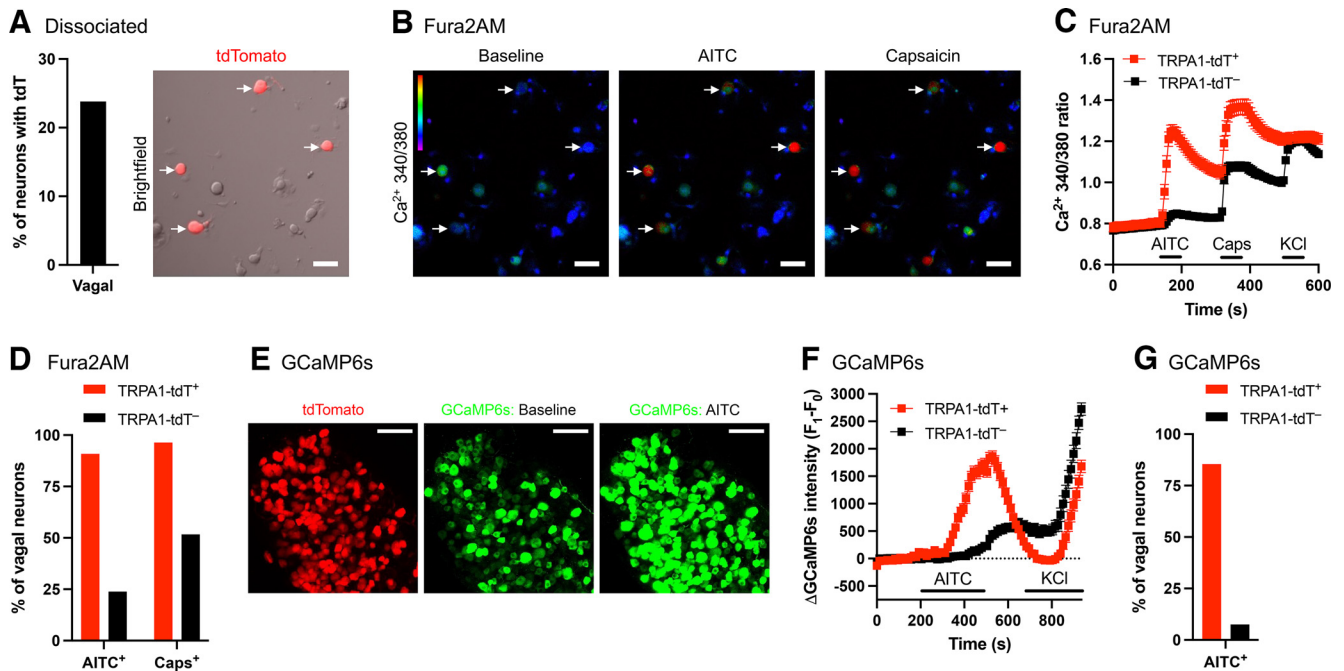 A Dissociated
% of neurons with tdT
30
20
10
0
Vagal
tdTomato
Brightfield
B Fura2AM
Baseline
AITC
Capsaicin
Ca²⁺ 340/380
C Fura2AM
TRPA1-tdT⁺
TRPA1-tdT⁻
Ca²⁺ 340/380 ratio
1.6
1.4
1.2
1.0
0.8
0.6
AITC Caps KCl
0 200 400 600
Time (s)
D Fura2AM
TRPA1-tdT⁺
TRPA1-tdT⁻
% of vagal neurons
100
75
50
25
0
AITC⁺ Caps⁺
E GCaMP6s
tdTomato
GCaMP6s: Baseline
GCaMP6s: AITC
F GCaMP6s
TRPA1-tdT+
TRPA1-tdT⁻
ΔGCaMP6s intensity (F₁-F₀)
3000
2500
2000
1500
1000
500
0
-500
AITC KCl
0 200 400 600 800
Time (s)
G GCaMP6s
TRPA1-tdT⁺
TRPA1-tdT⁻
% of vagal neurons
100
75
50
25
0
AITC⁺